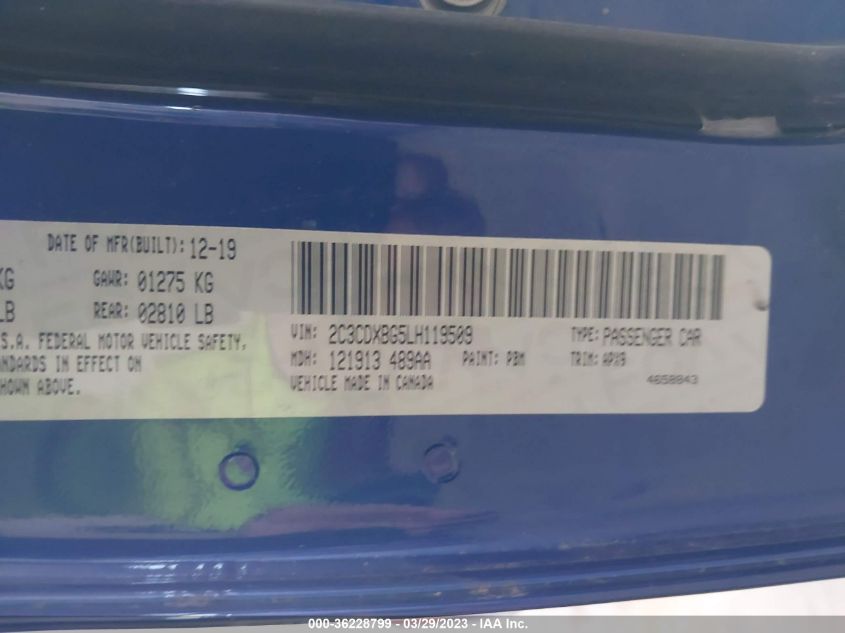 DATE OF MFR(BUILT): 12-19
KG GAWR: 01275 KG
LB REAR: 02810 LB
S.A. FEDERAL MOTOR VEHICLE SAFETY,
ANDARDS IN EFFECT ON
SHOWN ABOVE.
VIN: 2C3CDXBG5LH119509 TYPE: PASSENGER CAR
MDH: 121913 489AA PAINT: PBM TRIM: APX9
VEHICLE MADE IN CANADA 4658843
000-36228799 - 03/29/2023 - IAA Inc.